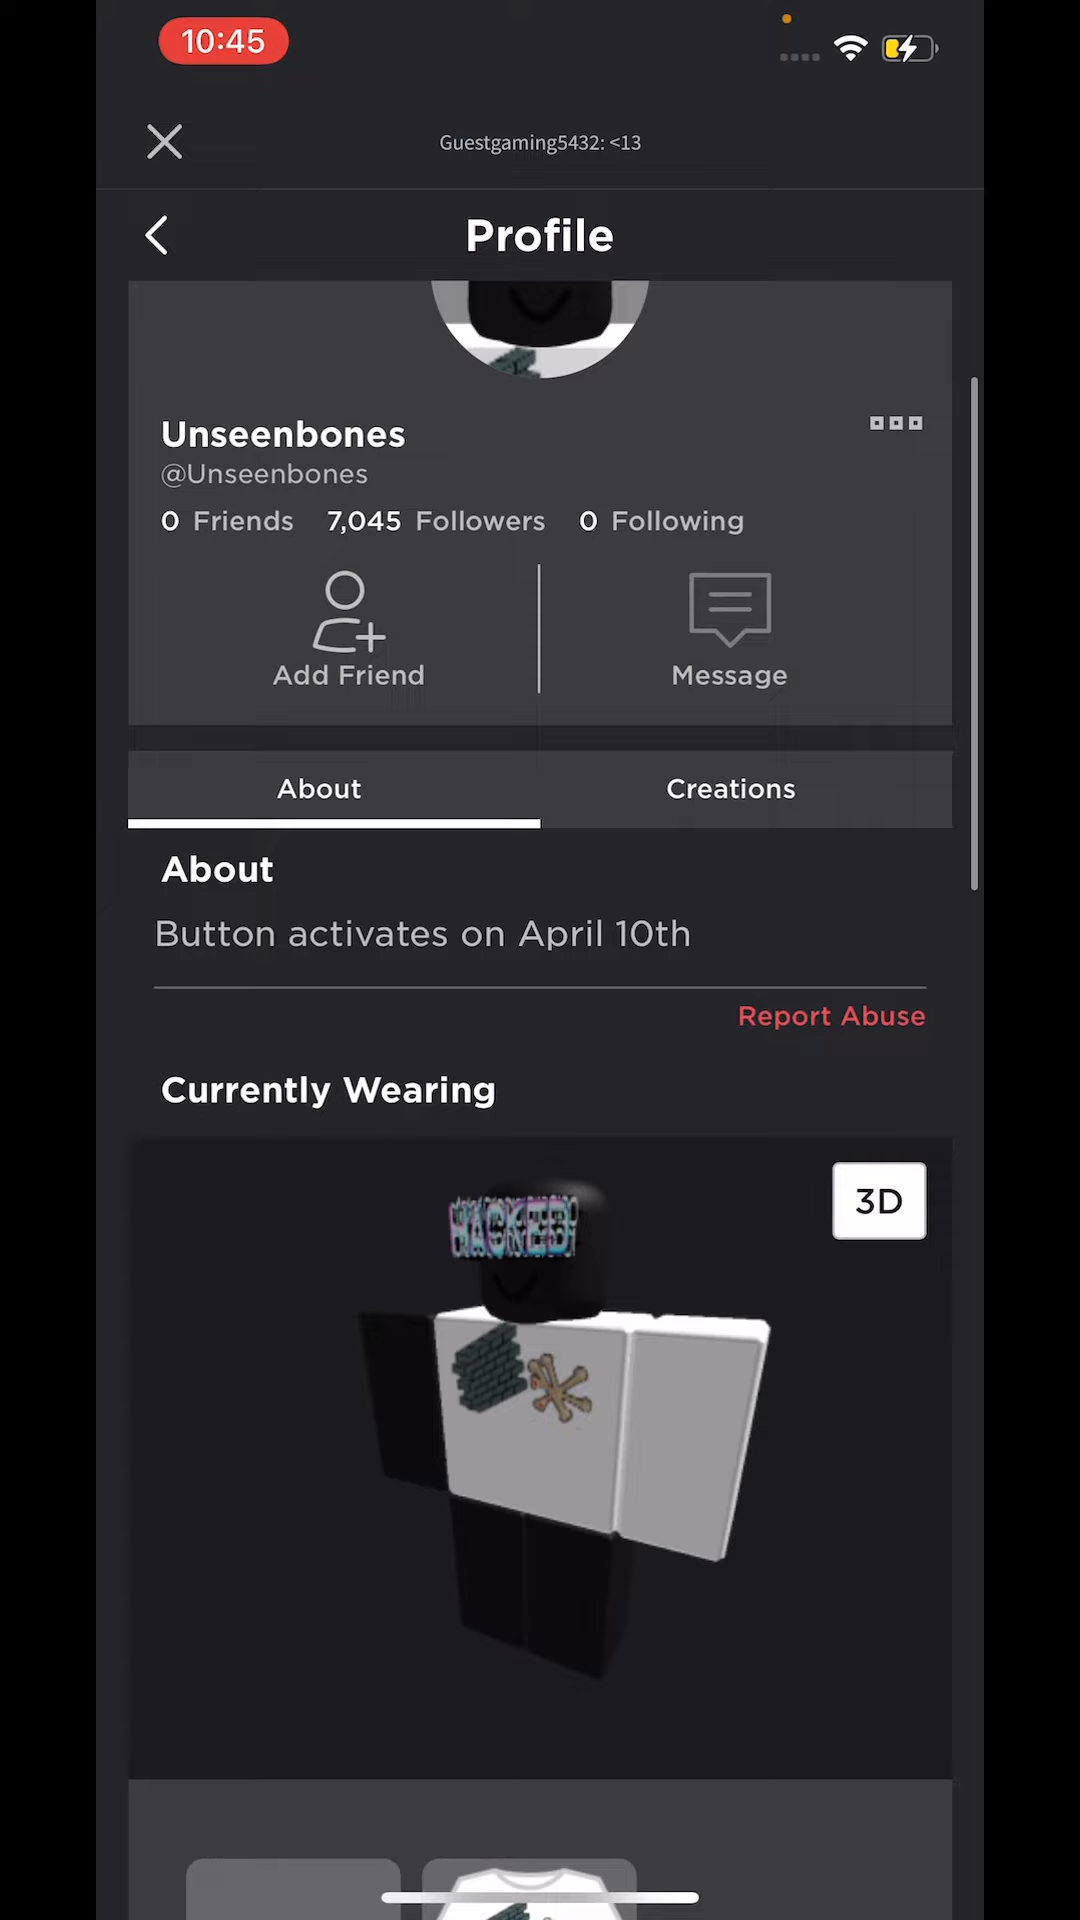 10:45
Guestgaming5432: <13
Profile
Unseenbones
@Unseenbones
0 Friends 7,045 Followers 0 Following
Add Friend Message
About Creations
About
Button activates on April 10th
Report Abuse
Currently Wearing
3D
HACKED!